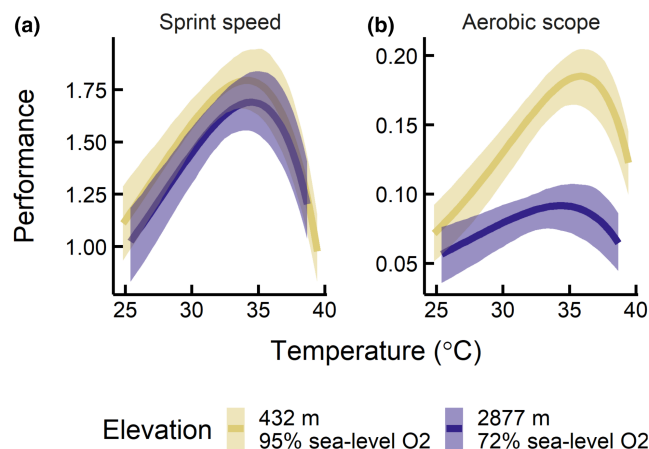 (a) Sprint speed
(b) Aerobic scope
Performance
1.75
1.50
1.25
1.00
25 30 35 40
0.20
0.15
0.10
0.05
25 30 35 40
Temperature (°C)
Elevation
432 m
95% sea-level O2
2877 m
72% sea-level O2